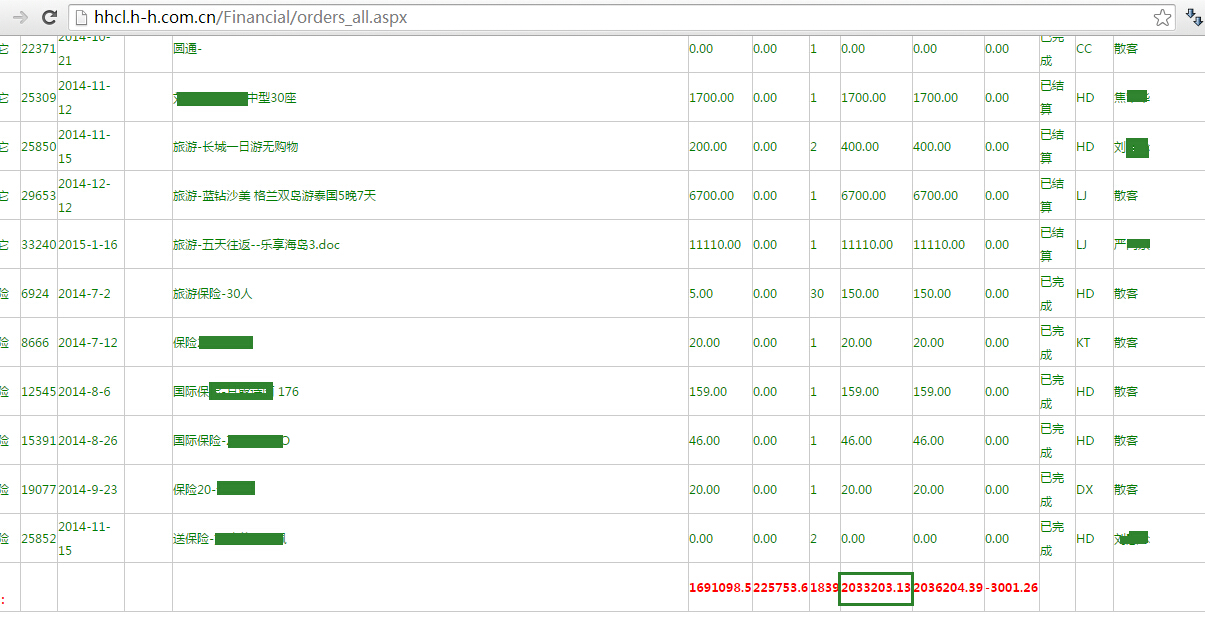 hhcl.h-h.com.cn/Financial/orders_all.aspx
它 22371 2014-10-21 圆通- 0.00 0.00 1 0.00 0.00 0.00 已完成 CC 散客
它 25309 2014-11-12 中型30座 1700.00 0.00 1 1700.00 1700.00 0.00 已结算 HD 焦
它 25850 2014-11-15 旅游-长城一日游无购物 200.00 0.00 2 400.00 400.00 0.00 已结算 HD 刘
它 29653 2014-12-12 旅游-蓝钻沙美 格兰双岛游泰国5晚7天 6700.00 0.00 1 6700.00 6700.00 0.00 已结算 LJ 散客
它 33240 2015-1-16 旅游-五天往返--乐享海岛3.doc 11110.00 0.00 1 11110.00 11110.00 0.00 已结算 LJ 严
险 6924 2014-7-2 旅游保险-30人 5.00 0.00 30 150.00 150.00 0.00 已完成 HD 散客
险 8666 2014-7-12 保险 20.00 0.00 1 20.00 20.00 0.00 已完成 KT 散客
险 12545 2014-8-6 国际保 176 159.00 0.00 1 159.00 159.00 0.00 已完成 HD 散客
险 15391 2014-8-26 国际保险- 46.00 0.00 1 46.00 46.00 0.00 已完成 HD 散客
险 19077 2014-9-23 保险20- 20.00 0.00 1 20.00 20.00 0.00 已完成 DX 散客
险 25852 2014-11-15 送保险- 0.00 0.00 2 0.00 0.00 0.00 已完成 HD 刘
: 1691098.5 225753.6 1839 2033203.13 2036204.39 -3001.26